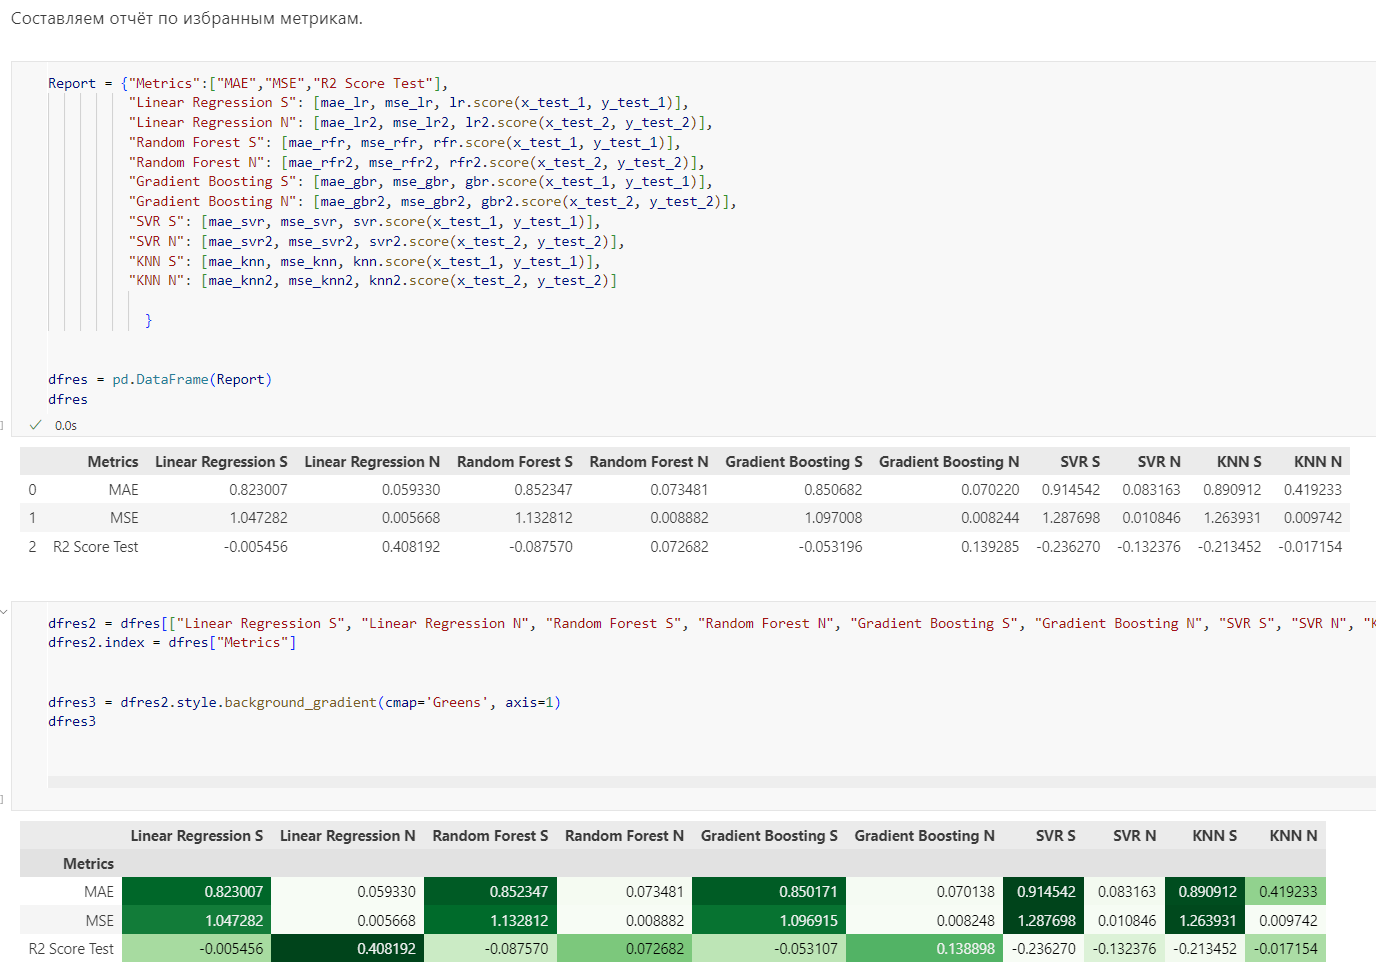 Составляем отчёт по избранным метрикам.
Report = {"Metrics":["MAE","MSE","R2 Score Test"],
"Linear Regression S": [mae_lr, mse_lr, lr.score(x_test_1, y_test_1)],
"Linear Regression N": [mae_lr2, mse_lr2, lr2.score(x_test_2, y_test_2)],
"Random Forest S": [mae_rfr, mse_rfr, rfr.score(x_test_1, y_test_1)],
"Random Forest N": [mae_rfr2, mse_rfr2, rfr2.score(x_test_2, y_test_2)],
"Gradient Boosting S": [mae_gbr, mse_gbr, gbr.score(x_test_1, y_test_1)],
"Gradient Boosting N": [mae_gbr2, mse_gbr2, gbr2.score(x_test_2, y_test_2)],
"SVR S": [mae_svr, mse_svr, svr.score(x_test_1, y_test_1)],
"SVR N": [mae_svr2, mse_svr2, svr2.score(x_test_2, y_test_2)],
"KNN S": [mae_knn, mse_knn, knn.score(x_test_1, y_test_1)],
"KNN N": [mae_knn2, mse_knn2, knn2.score(x_test_2, y_test_2)]
}
dfres = pd.DataFrame(Report)
dfres
0.0s
Metrics Linear Regression S Linear Regression N Random Forest S Random Forest N Gradient Boosting S Gradient Boosting N SVR S SVR N KNN S KNN N
0 MAE 0.823007 0.059330 0.852347 0.073481 0.850682 0.070220 0.914542 0.083163 0.890912 0.419233
1 MSE 1.047282 0.005668 1.132812 0.008882 1.097008 0.008244 1.287698 0.010846 1.263931 0.009742
2 R2 Score Test -0.005456 0.408192 -0.087570 0.072682 -0.053196 0.139285 -0.236270 -0.132376 -0.213452 -0.017154
dfres2 = dfres[["Linear Regression S", "Linear Regression N", "Random Forest S", "Random Forest N", "Gradient Boosting S", "Gradient Boosting N", "SVR S", "SVR N", "K
dfres2.index = dfres["Metrics"]
dfres3 = dfres2.style.background_gradient(cmap='Greens', axis=1)
dfres3
Linear Regression S Linear Regression N Random Forest S Random Forest N Gradient Boosting S Gradient Boosting N SVR S SVR N KNN S KNN N
Metrics
MAE 0.823007 0.059330 0.852347 0.073481 0.850171 0.070138 0.914542 0.083163 0.890912 0.419233
MSE 1.047282 0.005668 1.132812 0.008882 1.096915 0.008248 1.287698 0.010846 1.263931 0.009742
R2 Score Test -0.005456 0.408192 -0.087570 0.072682 -0.053107 0.138898 -0.236270 -0.132376 -0.213452 -0.017154